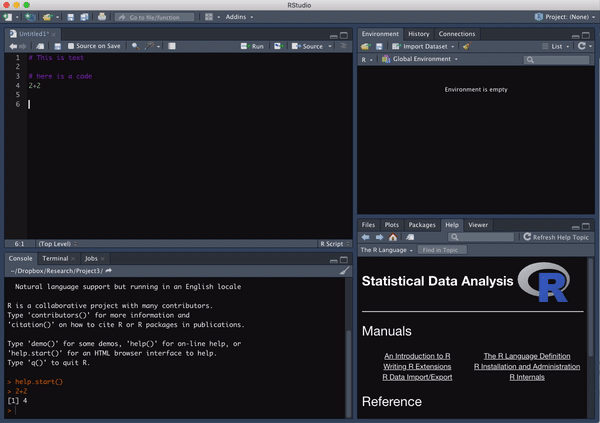 RStudio
Go to file/function
Addins
Project: (None)
Untitled1*
Source on Save
Run
Source
1 # This is text
2
3 # here is a code
4 2+2
5
6
6:1 (Top Level) R Script
Console Terminal Jobs
~/Dropbox/Research/Project3/
Natural language support but running in an English locale
R is a collaborative project with many contributors.
Type 'contributors()' for more information and
'citation()' on how to cite R or R packages in publications.
Type 'demo()' for some demos, 'help()' for on-line help, or
'help.start()' for an HTML browser interface to help.
Type 'q()' to quit R.
> help.start()
> 2+2
[1] 4
>
Environment History Connections
Import Dataset List
R Global Environment
Environment is empty
Files Plots Packages Help Viewer
Refresh Help Topic
The R Language Find in Topic
Statistical Data Analysis R
Manuals
An Introduction to R The R Language Definition
Writing R Extensions R Installation and Administration
R Data Import/Export R Internals
Reference